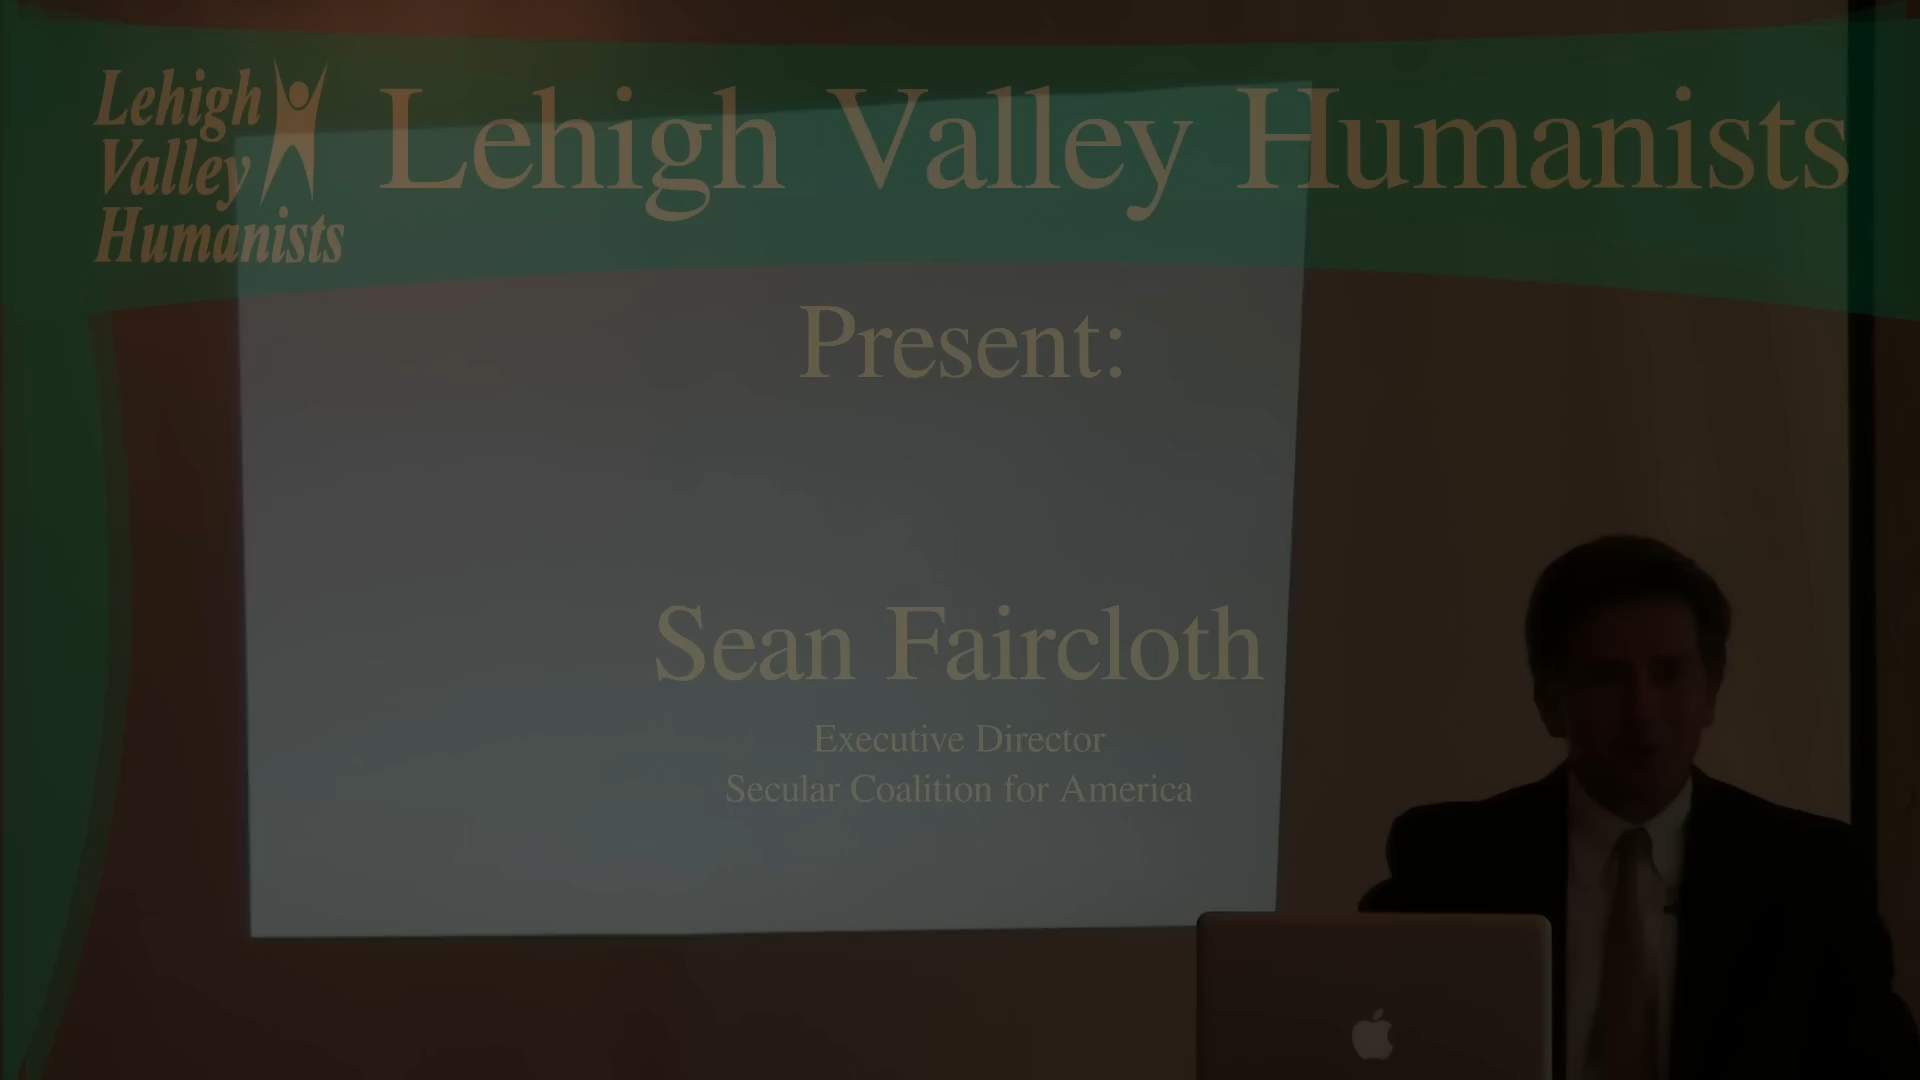 Lehigh
Valley
Humanists
Lehigh Valley Humanists
Present:
Sean Faircloth
Executive Director
Secular Coalition for America